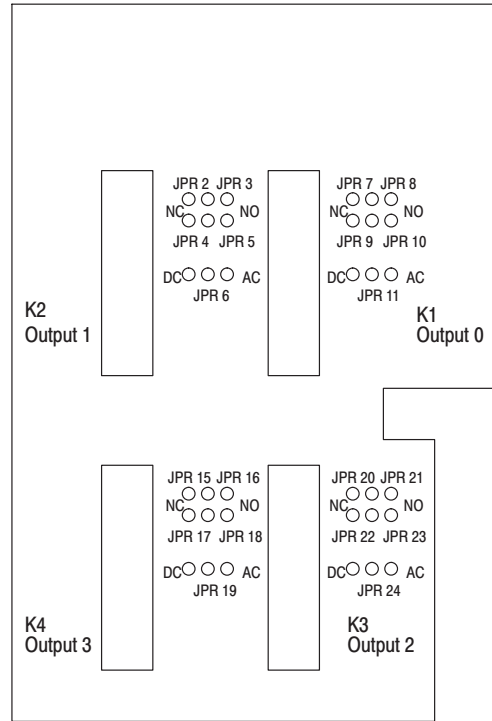 JPR 2 JPR 3
NC NO
JPR 4 JPR 5
DC AC
JPR 6
K2
Output 1
JPR 7 JPR 8
NC NO
JPR 9 JPR 10
DC AC
JPR 11
K1
Output 0
JPR 15 JPR 16
NC NO
JPR 17 JPR 18
DC AC
JPR 19
K4
Output 3
JPR 20 JPR 21
NC NO
JPR 22 JPR 23
DC AC
JPR 24
K3
Output 2